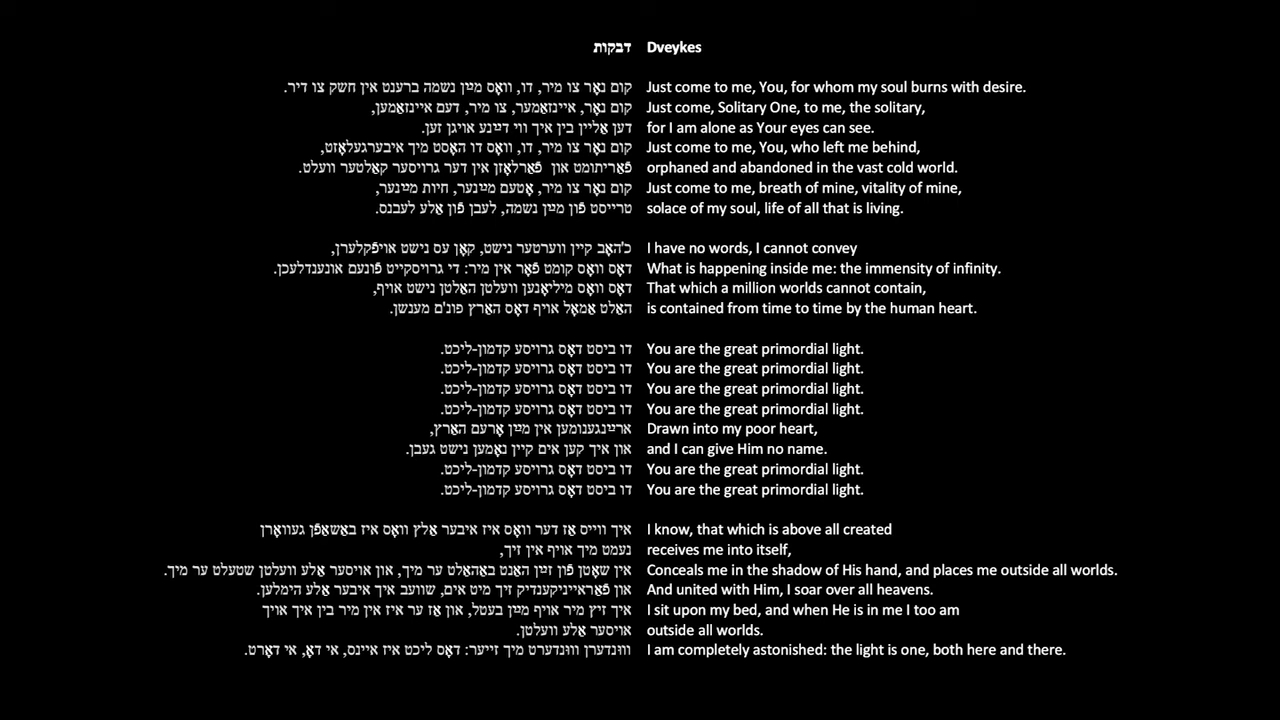 דבקות Dveykes
קום נאָר צו מיר, דו, וואָס מײַן נשמה ברענט אין חשק צו דיר. Just come to me, You, for whom my soul burns with desire.
קום נאָר, איינזאַמער, צו מיר, דעם איינזאַמען, Just come, Solitary One, to me, the solitary,
דען אַליין בין איך ווי דײַנע אויגן זען. for I am alone as Your eyes can see.
קום נאָר צו מיר, דו, וואָס דו האָסט מיך איבערגעלאָזט, Just come to me, You, who left me behind,
פֿאַריתומט און פֿאַרלאָזן אין דער גרויסער קאַלטער וועלט. orphaned and abandoned in the vast cold world.
קום נאָר צו מיר, אָטעם מײַנער, חיות מײַנער, Just come to me, breath of mine, vitality of mine,
טרייסט פֿון מײַן נשמה, לעבן פֿון אַלע לעבנס. solace of my soul, life of all that is living.
כ'האָב קיין ווערטער נישט, קאָן עס נישט אויפֿקלערן, I have no words, I cannot convey
דאָס וואָס קומט פֿאָר אין מיר: די גרויסקייט פֿונעם אונענדלעכן. What is happening inside me: the immensity of infinity.
דאָס וואָס מיליאָנען וועלטן האַלטן נישט אויף, That which a million worlds cannot contain,
האַלט אַמאָל אויף דאָס האַרץ פונ'ם מענשן. is contained from time to time by the human heart.
דו ביסט דאָס גרויסע קדמון-ליכט. You are the great primordial light.
דו ביסט דאָס גרויסע קדמון-ליכט. You are the great primordial light.
דו ביסט דאָס גרויסע קדמון-ליכט. You are the great primordial light.
דו ביסט דאָס גרויסע קדמון-ליכט. You are the great primordial light.
אַרײַנגענומען אין מײַן אָרעם האַרץ, Drawn into my poor heart,
און איך קען אים קיין נאָמען נישט געבן. and I can give Him no name.
דו ביסט דאָס גרויסע קדמון-ליכט. You are the great primordial light.
דו ביסט דאָס גרויסע קדמון-ליכט. You are the great primordial light.
איך ווייס אַז דער וואָס איז איבער אַלץ וואָס איז באַשאַפֿן געוואָרן I know, that which is above all created
נעמט מיך אויף אין זיך, receives me into itself,
אין שאָטן פֿון זײַן האַנט באַהאַלט ער מיך, און אויסער אַלע וועלטן שטעלט ער מיך. Conceals me in the shadow of His hand, and places me outside all worlds.
און פֿאַראייניקענדיק זיך מיט אים, שוועב איך איבער אַלע הימלען. And united with Him, I soar over all heavens.
איך זיץ מיר אויף מײַן בעטל, און אַז ער איז אין מיר בין איך אויך I sit upon my bed, and when He is in me I too am
אויסער אַלע וועלטן. outside all worlds.
וווּנדערן וווּנדערט מיך זייער: דאָס ליכט איז איינס, אי דאָ, אי דאָרט. I am completely astonished: the light is one, both here and there.